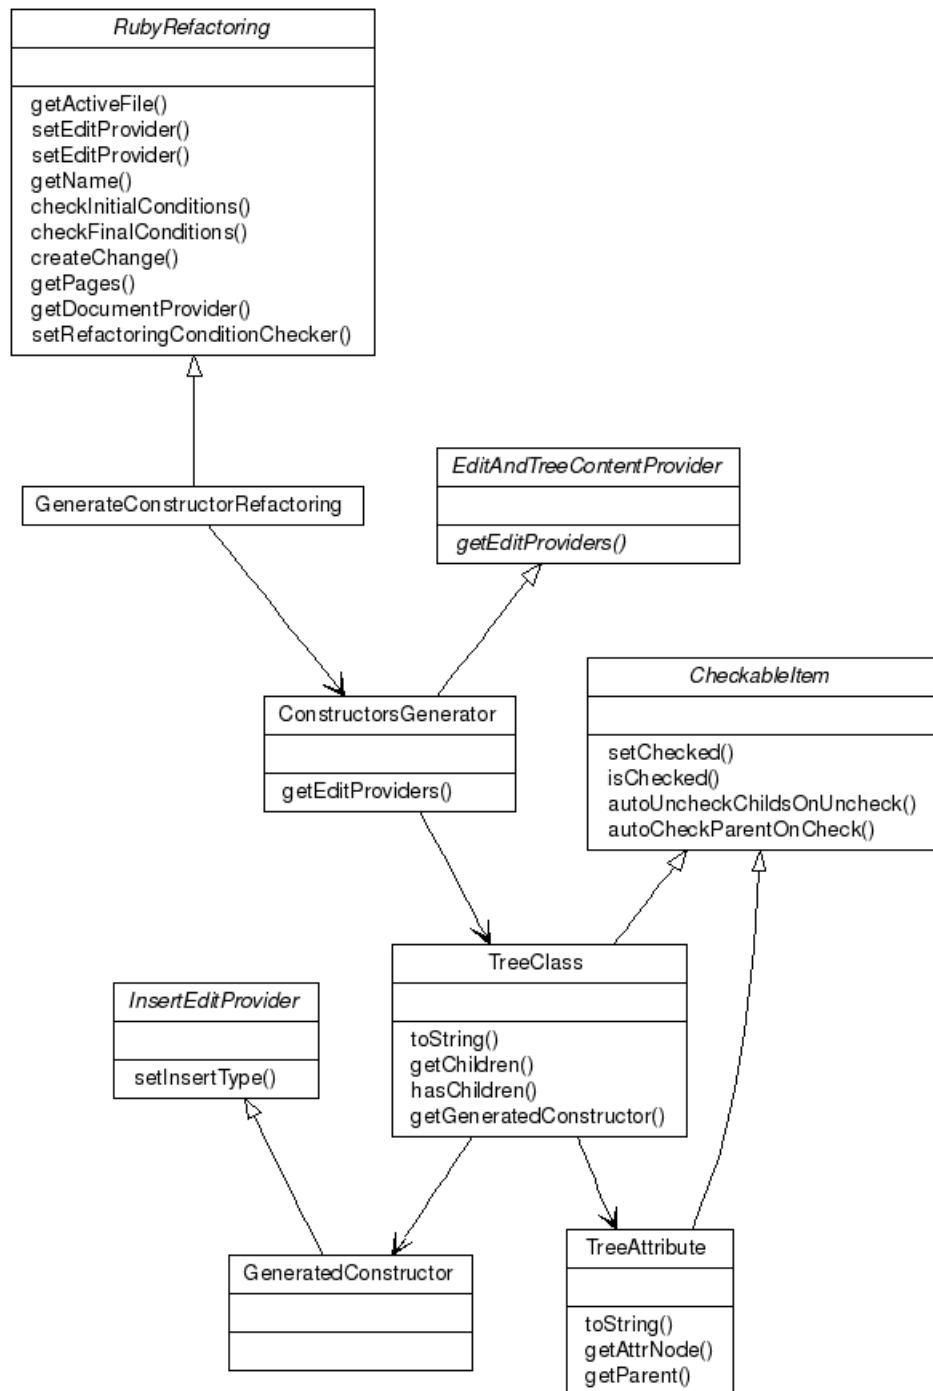 RubyRefactoring
getActiveFile()
setEditProvider()
setEditProvider()
getName()
checkInitialConditions()
checkFinalConditions()
createChange()
getPages()
getDocumentProvider()
setRefactoringConditionChecker()
GenerateConstructorRefactoring
EditAndTreeContentProvider
getEditProviders()
ConstructorsGenerator
getEditProviders()
CheckableItem
setChecked()
isChecked()
autoUncheckChildsOnUncheck()
autoCheckParentOnCheck()
TreeClass
toString()
getChildren()
hasChildren()
getGeneratedConstructor()
InsertEditProvider
setInsertType()
GeneratedConstructor
TreeAttribute
toString()
getAttrNode()
getParent()